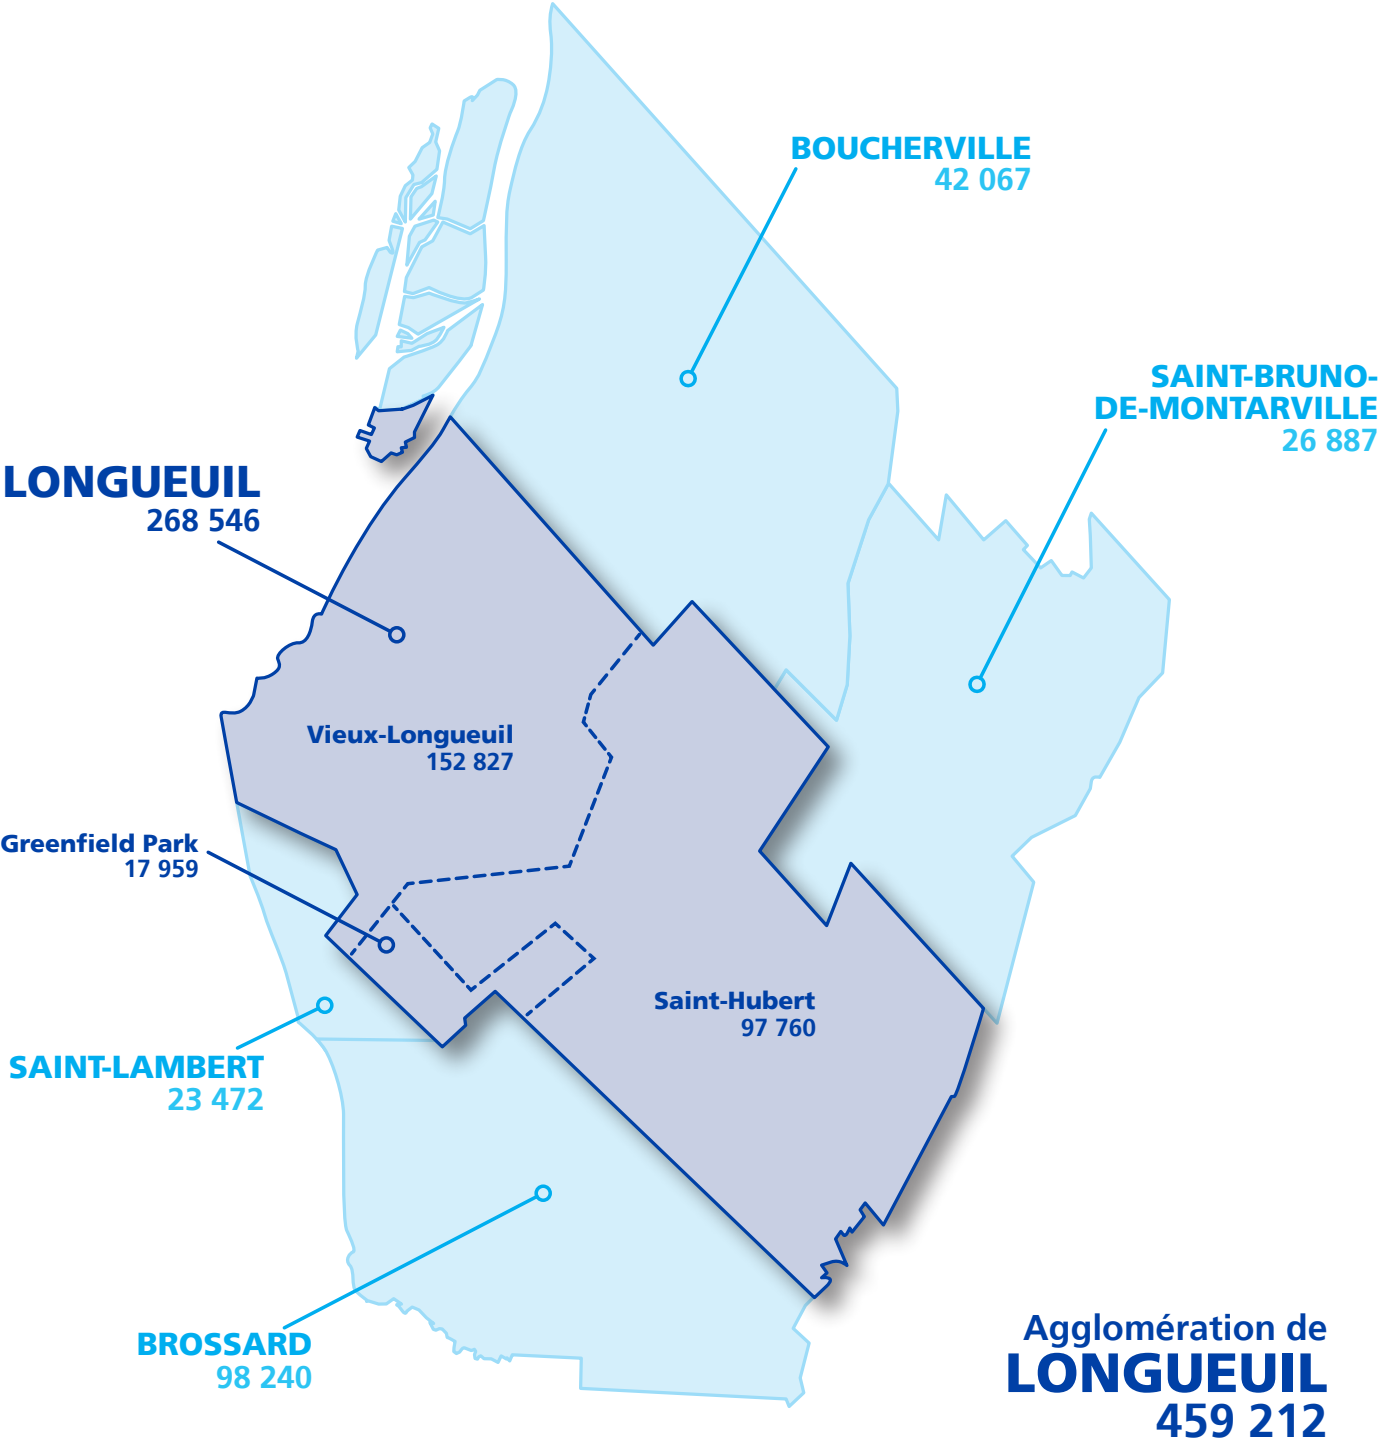 BOUCHERVILLE
42 067
SAINT-BRUNO-
DE-MONTARVILLE
26 887
LONGUEUIL
268 546
Vieux-Longueuil
152 827
Greenfield Park
17 959
Saint-Hubert
97 760
SAINT-LAMBERT
23 472
BROSSARD
98 240
Agglomération de
LONGUEUIL
459 212